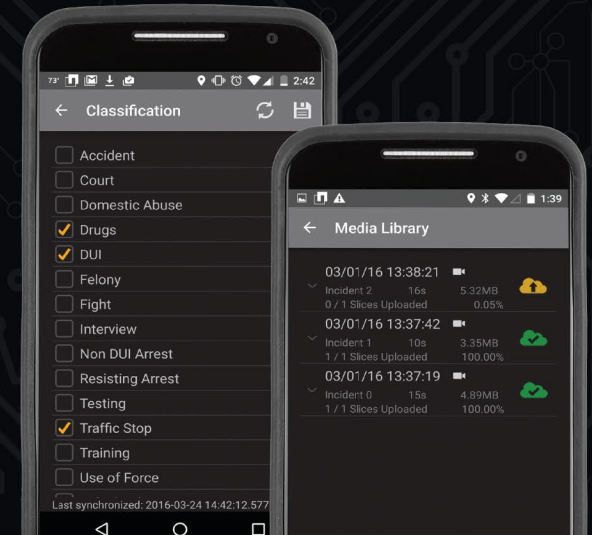 73° 2:42
Classification
Accident
Court
Domestic Abuse
Drugs
DUI
Felony
Fight
Interview
Non DUI Arrest
Resisting Arrest
Testing
Traffic Stop
Training
Use of Force
Last synchronized: 2016-03-24 14:42:12.577
1:39
Media Library
03/01/16 13:38:21
Incident 2 16s 5.32MB
0 / 1 Slices Uploaded 0.05%
03/01/16 13:37:42
Incident 1 10s 3.35MB
1 / 1 Slices Uploaded 100.00%
03/01/16 13:37:19
Incident 0 15s 4.89MB
1 / 1 Slices Uploaded 100.00%